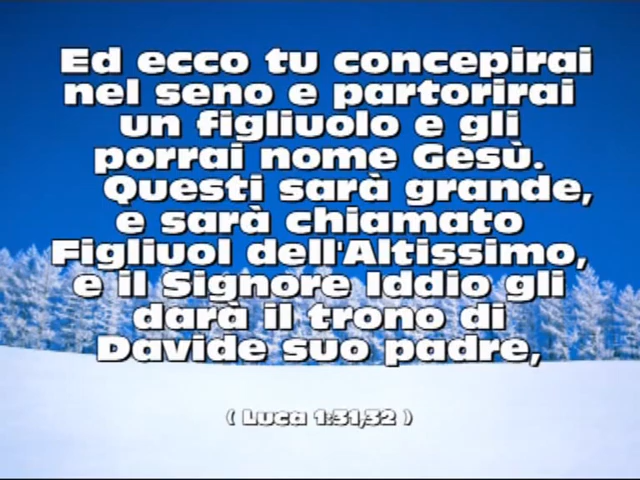 Ed ecco tu concepirai
nel seno e partorirai
un figliuolo e gli
porrai nome Gesù.
Questi sarà grande,
e sarà chiamato
Figliuol dell'Altissimo,
e il Signore Iddio gli
darà il trono di
Davide suo padre,
( Luca 1:31,32 )